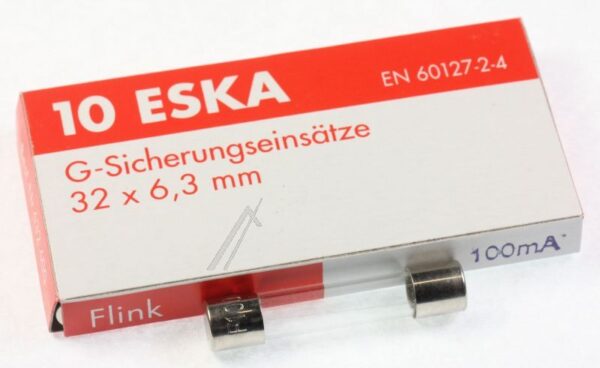 10 ESKA
EN 60127-2-4
G-Sicherungseinsätze
32 x 6,3 mm
Flink
100mA